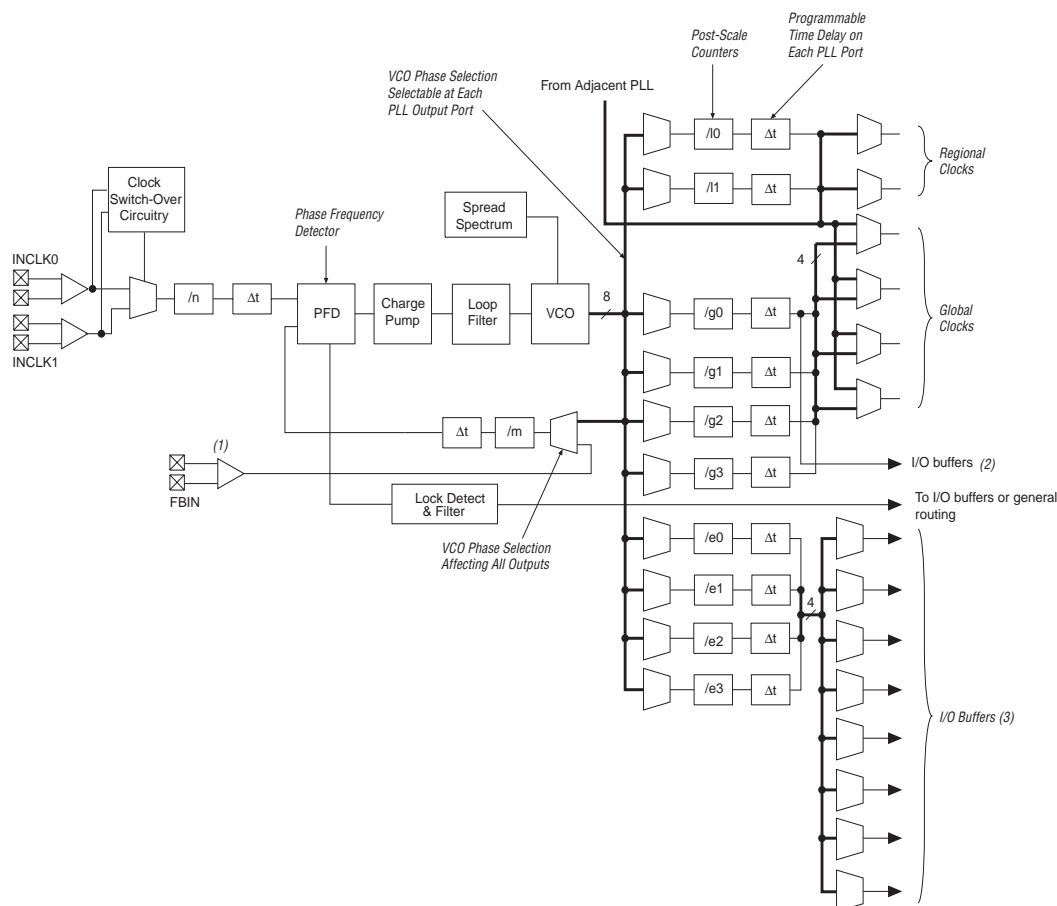 Post-Scale
Counters
Programmable
Time Delay on
Each PLL Port
VCO Phase Selection
Selectable at Each
PLL Output Port
From Adjacent PLL
/l0
Δt
Regional
Clocks
/l1
Δt
Clock
Switch-Over
Circuitry
Phase Frequency
Detector
Spread
Spectrum
4
INCLK0
INCLK1
/n
Δt
PFD
Charge
Pump
Loop
Filter
VCO
8
/g0
Δt
Global
Clocks
/g1
Δt
Δt
/m
/g2
Δt
(1)
FBIN
/g3
Δt
I/O buffers (2)
Lock Detect
& Filter
To I/O buffers or general
routing
VCO Phase Selection
Affecting All Outputs
/e0
Δt
/e1
Δt
4
/e2
Δt
/e3
Δt
I/O Buffers (3)